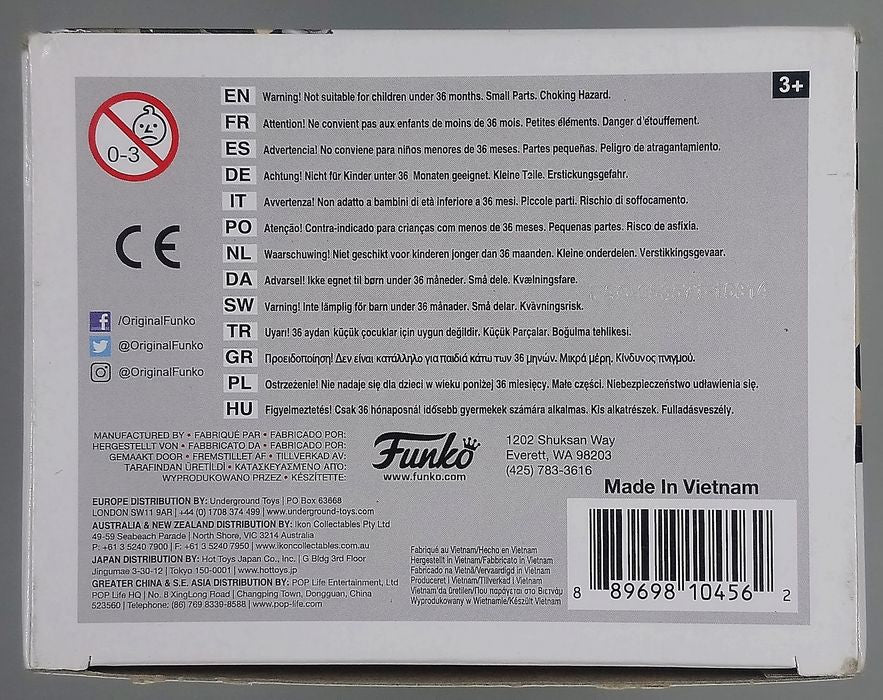 3+
0-3
EN Warning! Not suitable for children under 36 months. Small Parts. Choking Hazard.
FR Attention! Ne convient pas aux enfants de moins de 36 mois. Petites éléments. Danger d'étouffement.
ES Advertencia! No conviene para niños menores de 36 meses. Partes pequeñas. Peligro de atragantamiento.
DE Achtung! Nicht für Kinder unter 36 Monaten geeignet. Kleine Teile. Erstickungsgefahr.
IT Avvertenza! Non adatto a bambini di età inferiore a 36 mesi. Piccole parti. Rischio di soffocamento.
PO Atenção! Contra-indicado para crianças com menos de 36 meses. Pequenas partes. Risco de asfixia.
NL Waarschuwing! Niet geschikt voor kinderen jonger dan 36 maanden. Kleine onderdelen. Verstikkingsgevaar.
DA Advarsel! Ikke egnet til børn under 36 måneder. Små dele. Kvælningsfare.
SW Varning! Inte lämplig för barn under 36 månader. Små delar. Kvävningsrisk.
TR Uyarı! 36 aydan küçük çocuklar için uygun değildir. Küçük Parçalar. Boğulma tehlikesi.
GR Προειδοποίηση! Δεν είναι κατάλληλο για παιδιά κάτω των 36 μηνών. Μικρά μέρη. Κίνδυνος πνιγμού.
PL Ostrzeżenie! Nie nadaje się dla dzieci w wieku poniżej 36 miesięcy. Małe części. Niebezpieczeństwo udławienia się.
HU Figyelmeztetés! Csak 36 hónaposnál idősebb gyermekek számára alkalmas. Kis alkatrészek. Fulladásveszély.
CE
/OriginalFunko
@OriginalFunko
@OriginalFunko
MANUFACTURED BY • FABRIQUÉ PAR • FABRICADO POR:
HERGESTELLT VON • FABBRICATO DA • FABRICADO POR:
GEMAAKT DOOR • FREMSTILLET AF • TILLVERKAD AV:
TARAFINDAN ÜRETİLDİ • ΚΑΤΑΣΚΕΥΑΣΜΕΝΟ ΑΠΌ:
WYPRODUKOWANO PRZEZ • KÉSZÍTETTE:
Funko
www.funko.com
1202 Shuksan Way
Everett, WA 98203
(425) 783-3616
EUROPE DISTRIBUTION BY: Underground Toys | PO Box 63668
LONDON SW11 9AR | +44 (0) 1708 374 499 | www.underground-toys.com
AUSTRALIA & NEW ZEALAND DISTRIBUTION BY: Ikon Collectables Pty Ltd
49-59 Seabeach Parade | North Shore, VIC 3214 Australia
P: +61 3 5240 7900 | F: +61 3 5240 7950 | www.ikoncollectables.com.au
JAPAN DISTRIBUTION BY: Hot Toys Japan Co., Inc. | G Bldg 3rd Floor
Jingumae 3-30-12 | Tokyo 150-0001 | www.hottoys.jp
GREATER CHINA & S.E. ASIA DISTRIBUTION BY: POP Life Entertainment, Ltd
POP Life HQ | No. 8 XingLong Road | Changping Town, Dongguan, China
523560 | Telephone: (86) 769 8339-8588 | www.pop-life.com
Fabriqué au Vietnam/Hecho en Vietnam
Hergestellt in Vietnam/Fabbricato in Vietnam
Fabricado na Vietnã/Vervaardigd in Vietnam
Produceret i Vietnam/Tillverkad i Vietnam
Vietnam'da üretilen/Που παράγεται στο Βιετνάμ
Wyprodukowany w Wietnamie/Készült Vietnam
Made In Vietnam
8 89698 10456 2